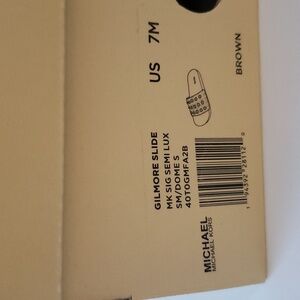 US 7M
BROWN
GILMORE SLIDE
MK SIG SEMI LUX
SM/DOME S
40T0GMFA2B
MICHAEL
MICHAEL KORS